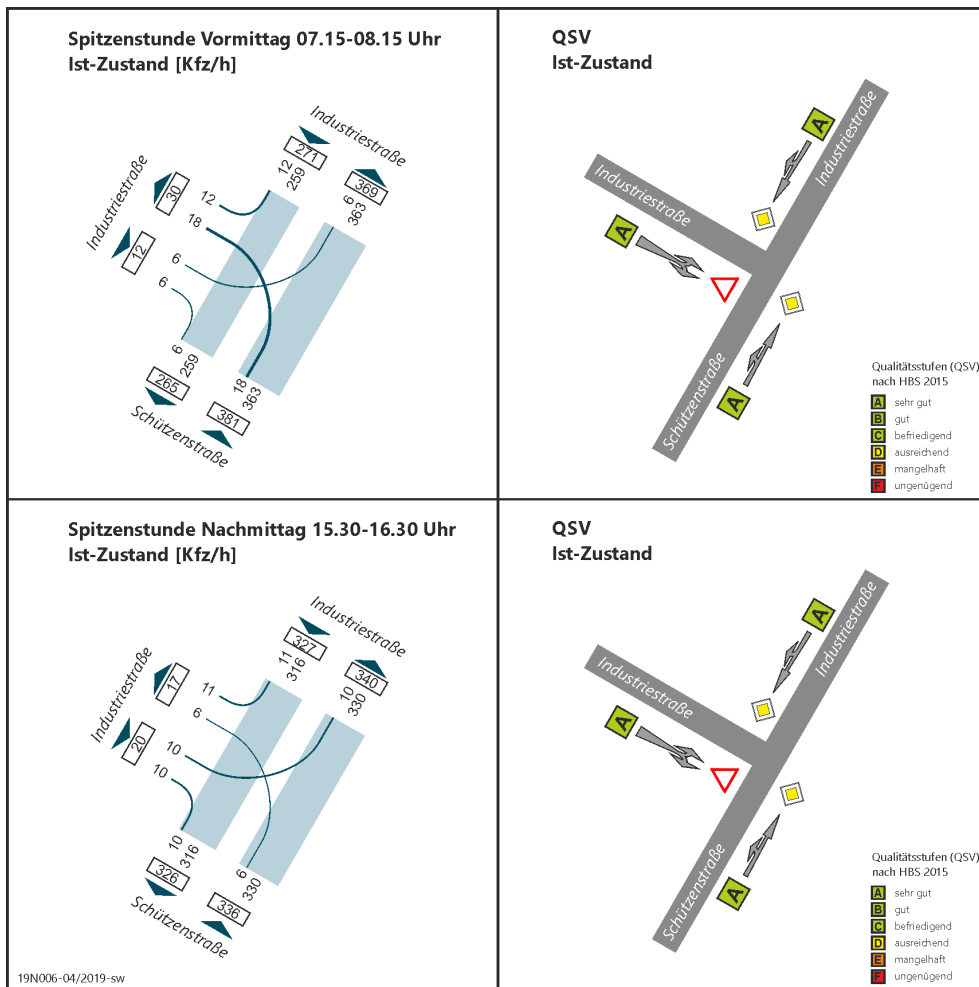 Spitzenstunde Vormittag 07.15-08.15 Uhr
Ist-Zustand [Kfz/h]
Industriestraße
271
369
12
259
6
363
Industriestraße
30
12
12
18
6
6
6
259
18
363
265
381
Schützenstraße
QSV
Ist-Zustand
A
Industriestraße
Industriestraße
A
Schützenstraße
A
Qualitätsstufen (QSV)
nach HBS 2015
A sehr gut
B gut
C befriedigend
D ausreichend
E mangelhaft
F ungenügend
Spitzenstunde Nachmittag 15.30-16.30 Uhr
Ist-Zustand [Kfz/h]
Industriestraße
327
340
11
316
10
330
Industriestraße
17
20
11
6
10
10
10
316
6
330
326
336
Schützenstraße
19N006-04/2019-sw
QSV
Ist-Zustand
A
Industriestraße
Industriestraße
A
Schützenstraße
A
Qualitätsstufen (QSV)
nach HBS 2015
A sehr gut
B gut
C befriedigend
D ausreichend
E mangelhaft
F ungenügend